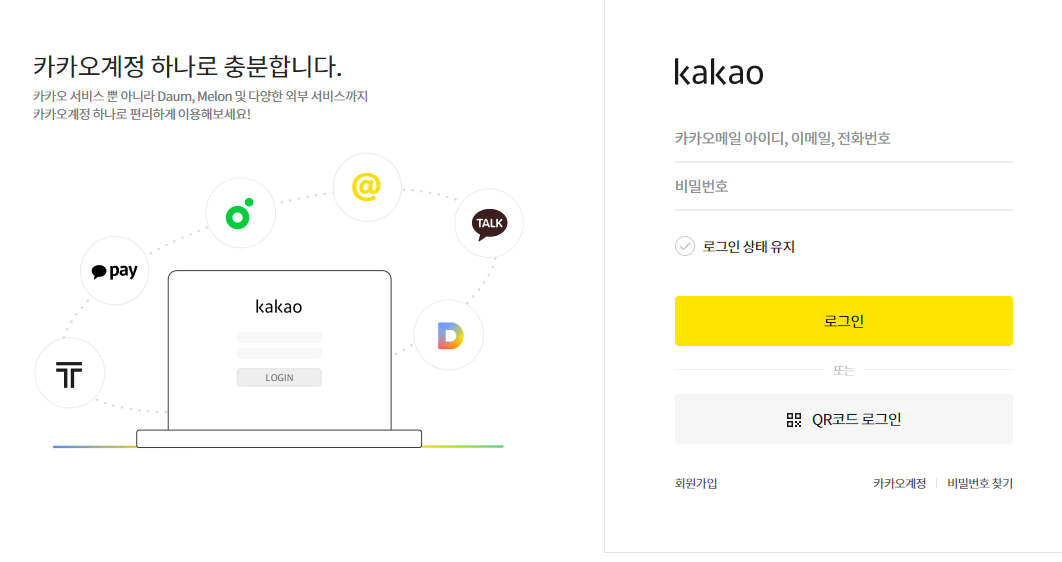 카카오계정 하나로 충분합니다.
카카오 서비스 뿐 아니라 Daum, Melon 및 다양한 외부 서비스까지
카카오계정 하나로 편리하게 이용해보세요!
@
TALK
pay
kakao
LOGIN
D
T
kakao
카카오메일 아이디, 이메일, 전화번호
비밀번호
로그인 상태 유지
로그인
또는
QR코드 로그인
회원가입
카카오계정 | 비밀번호 찾기